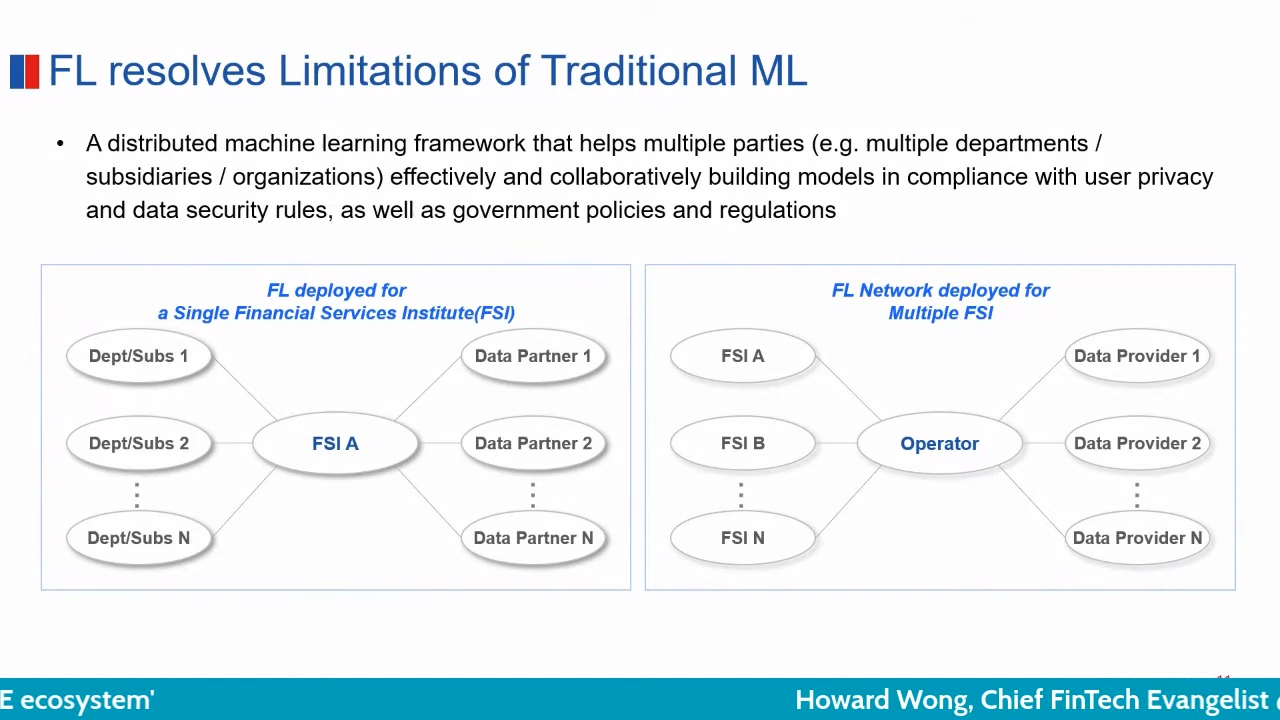 FL resolves Limitations of Traditional ML
• A distributed machine learning framework that helps multiple parties (e.g. multiple departments /
subsidiaries / organizations) effectively and collaboratively building models in compliance with user privacy
and data security rules, as well as government policies and regulations
FL deployed for
a Single Financial Services Institute(FSI)
Dept/Subs 1
Data Partner 1
Dept/Subs 2
FSI A
Data Partner 2
Dept/Subs N
Data Partner N
FL Network deployed for
Multiple FSI
FSI A
Data Provider 1
FSI B
Operator
Data Provider 2
FSI N
Data Provider N
E ecosystem'
Howard Wong, Chief FinTech Evangelist